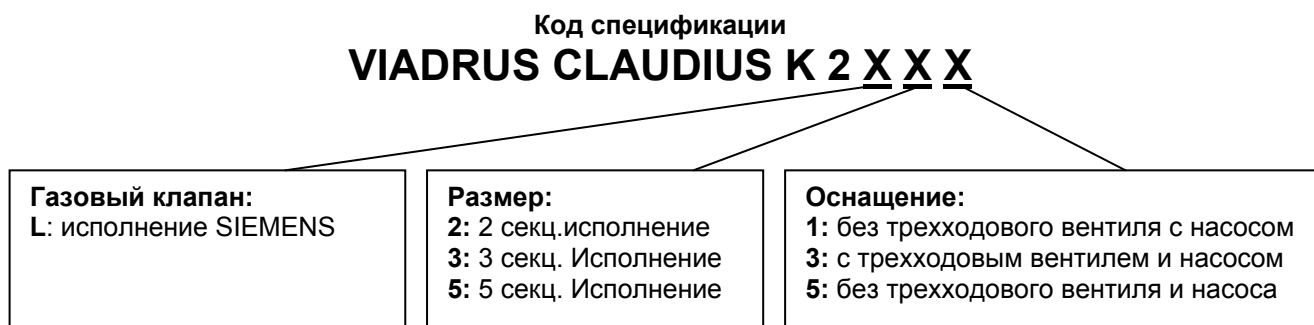 Код спецификации
VIADRUS CLAUDIUS K 2 X X X
Газовый клапан:
L: исполнение SIEMENS
Размер:
2: 2 секц.исполнение
3: 3 секц. Исполнение
5: 5 секц. Исполнение
Оснащение:
1: без трехходового вентиля с насосом
3: с трехходовым вентилем и насосом
5: без трехходового вентиля и насоса